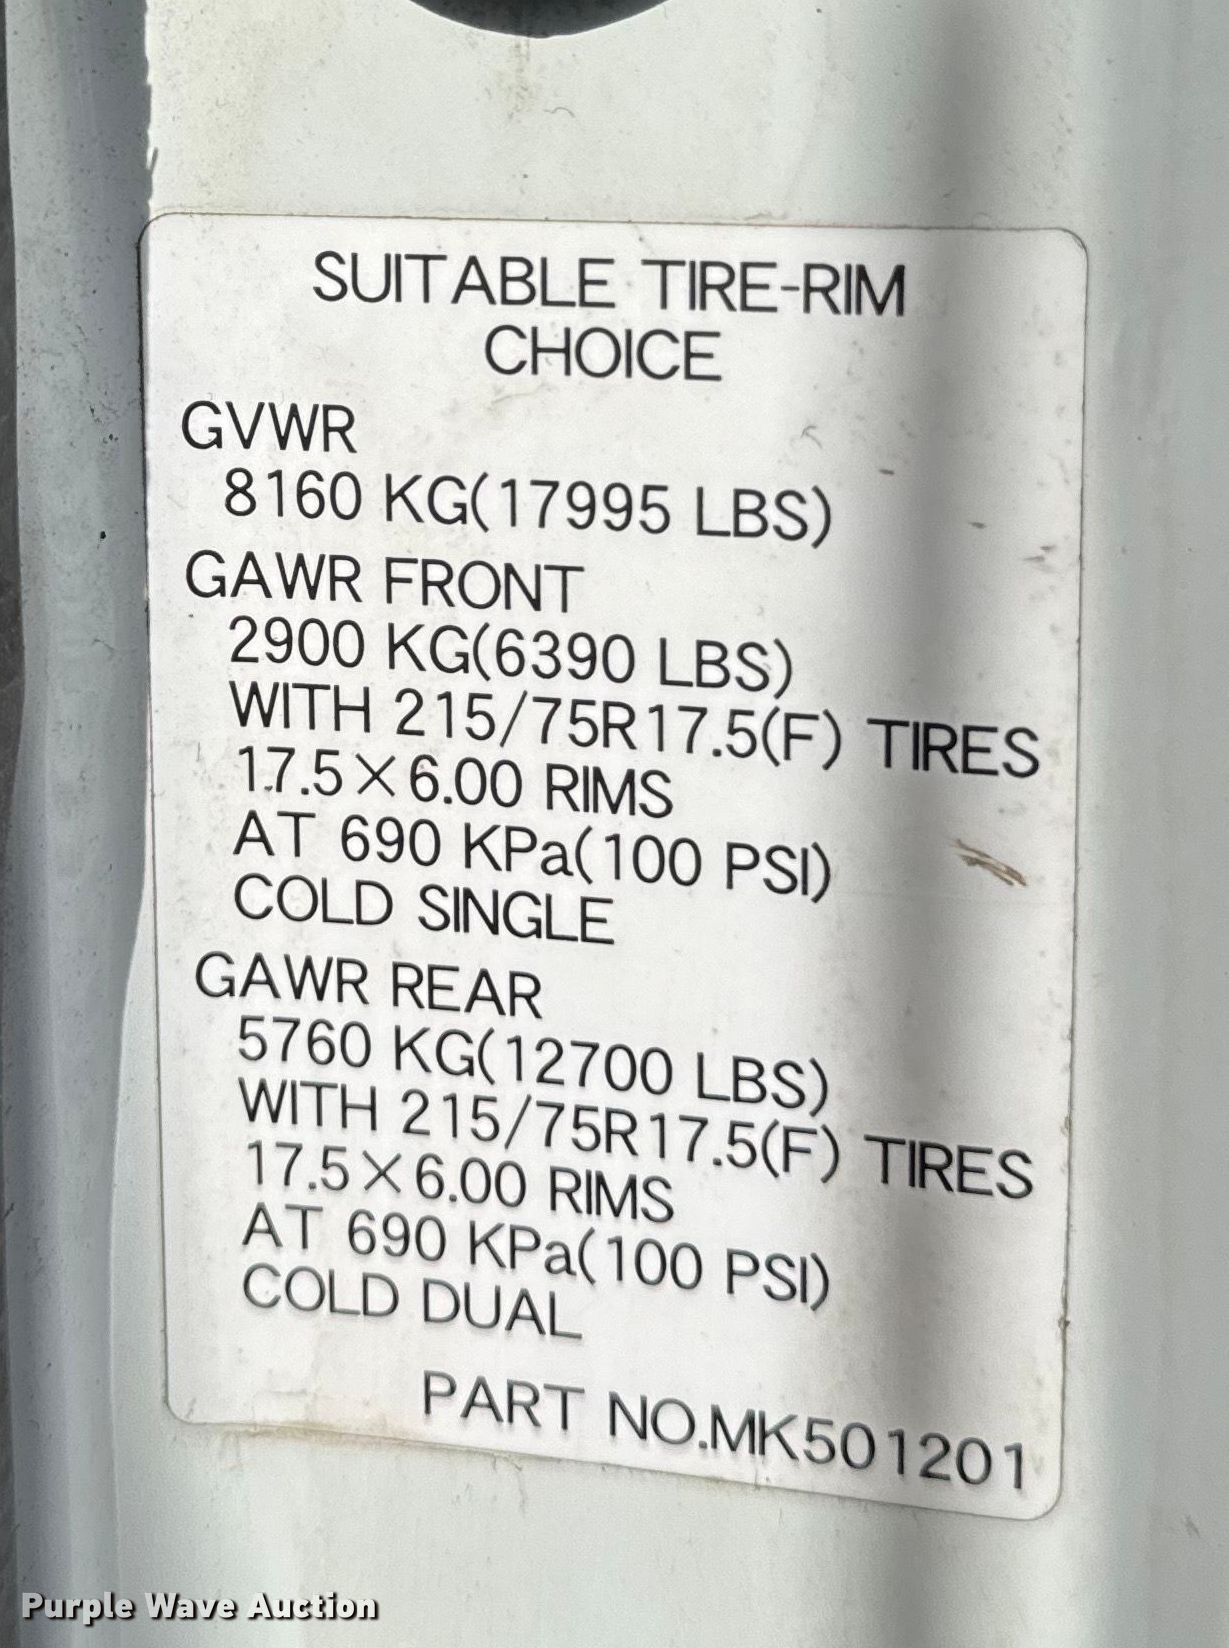 SUITABLE TIRE-RIM
CHOICE
GVWR
8160 KG(17995 LBS)
GAWR FRONT
2900 KG(6390 LBS)
WITH 215/75R17.5(F) TIRES
17.5×6.00 RIMS
AT 690 KPa(100 PSI)
COLD SINGLE
GAWR REAR
5760 KG(12700 LBS)
WITH 215/75R17.5(F) TIRES
17.5×6.00 RIMS
AT 690 KPa(100 PSI)
COLD DUAL
PART NO.MK501201
Purple Wave Auction